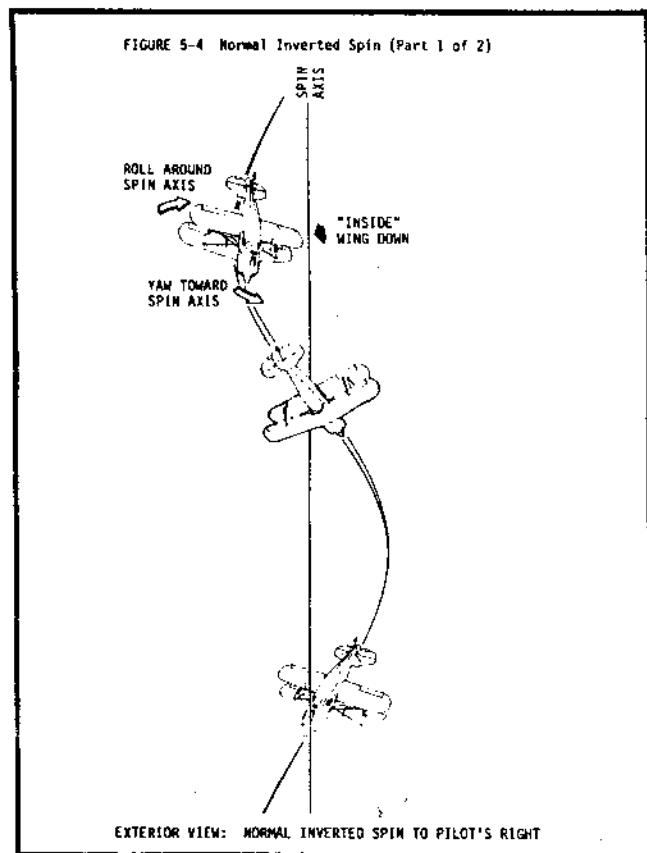 FIGURE 5-4 Normal Inverted Spin (Part 1 of 2)
SPIN
AXIS
ROLL AROUND
SPIN AXIS
"INSIDE"
WING DOWN
YAW TOWARD
SPIN AXIS
EXTERIOR VIEW: NORMAL INVERTED SPIN TO PILOT'S RIGHT